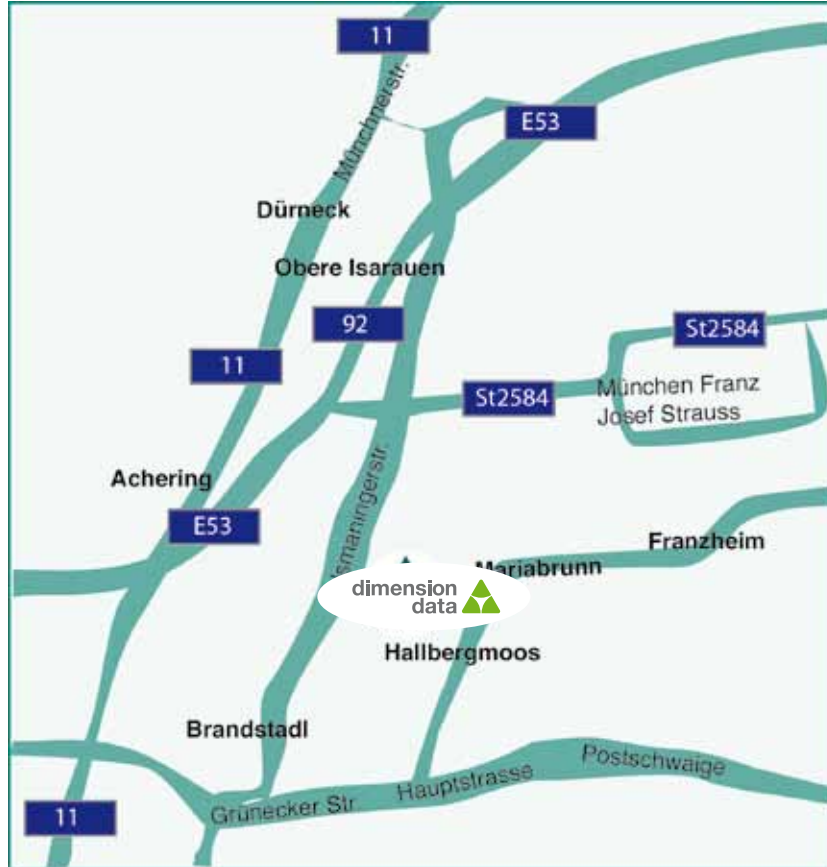 11
Münchnerstr.
E53
Dürneck
Obere Isarauen
92
St2584
11
St2584
München Franz
Josef Strauss
Achering
E53
Ismaningerstr.
Franzheim
Mariabrunn
dimension
data
Hallbergmoos
Brandstadl
Postschwaige
Hauptstrasse
Grünecker Str
11